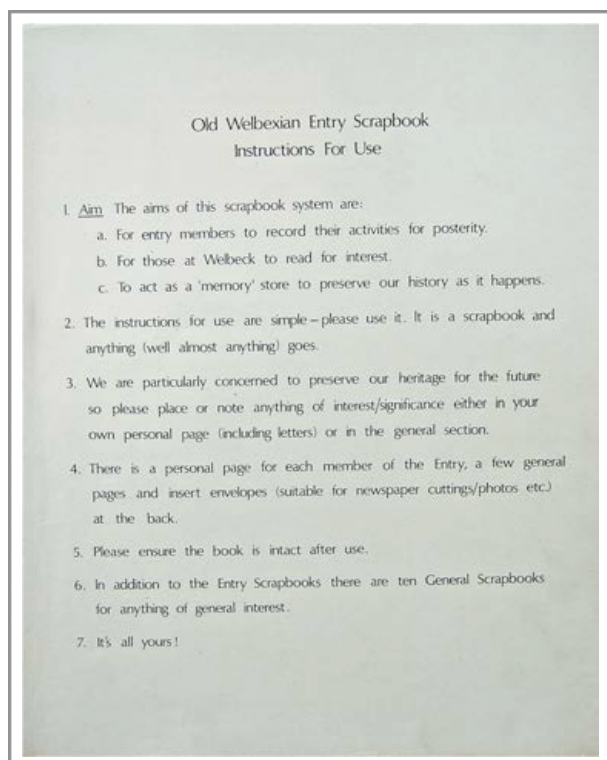 Old Welbexian Entry Scrapbook
Instructions For Use
1. Aim The aims of this scrapbook system are:
a. For entry members to record their activities for posterity.
b. For those at Welbeck to read for interest.
c. To act as a 'memory' store to preserve our history as it happens.
2. The instructions for use are simple – please use it. It is a scrapbook and
anything (well almost anything) goes.
3. We are particularly concerned to preserve our heritage for the future
so please place or note anything of interest/significance either in your
own personal page (including letters) or in the general section.
4. There is a personal page for each member of the Entry, a few general
pages and insert envelopes (suitable for newspaper cuttings/photos etc.)
at the back.
5. Please ensure the book is intact after use.
6. In addition to the Entry Scrapbooks there are ten General Scrapbooks
for anything of general interest.
7. It's all yours!